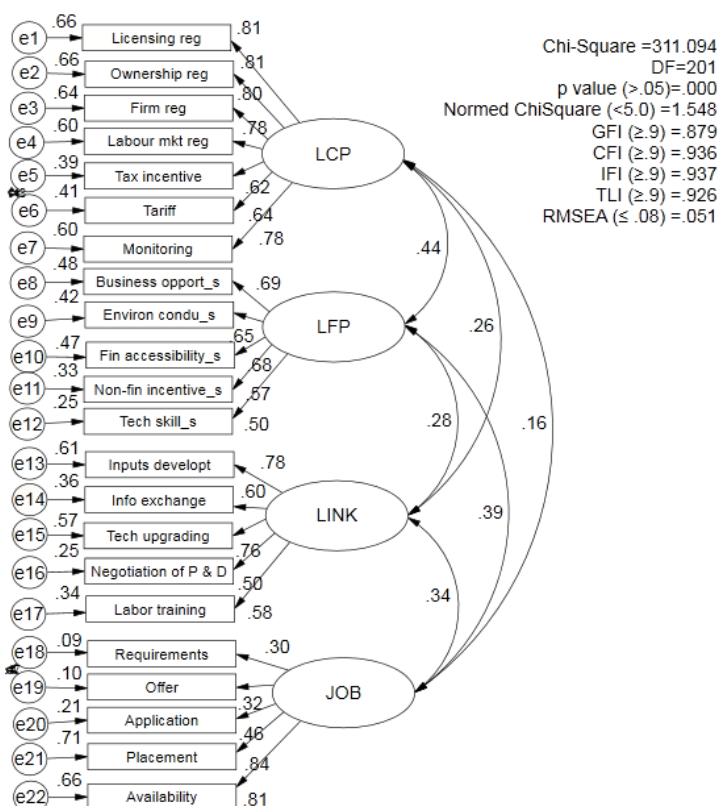 Chi-Square =311.094
DF=201
p value (>.05)=.000
Normed ChiSquare (<5.0) =1.548
GFI (≥.9) =.879
CFI (≥.9) =.936
IFI (≥.9) =.937
TLI (≥.9) =.926
RMSEA (≤ .08) =.051
e1 .66 Licensing reg .81
e2 .66 Ownership reg .81
e3 .64 Firm reg .80
e4 .60 Labour mkt reg .78
e5 .39 Tax incentive .62
e6 .41 Tariff .64
e7 .60 Monitoring .78
LCP
e8 .48 Business opport_s .69
e9 .42 Environ condu_s .65
e10 .47 Fin accessibility_s .68
e11 .33 Non-fin incentive_s .57
e12 .25 Tech skill_s .50
LFP
e13 .61 Inputs developt .78
e14 .36 Info exchange .60
e15 .57 Tech upgrading .76
e16 .25 Negotiation of P & D .50
e17 .34 Labor training .58
LINK
e18 .09 Requirements .30
e19 .10 Offer .32
e20 .21 Application .46
e21 .71 Placement .84
e22 .66 Availability .81
JOB
.44
.26
.28
.16
.39
.34